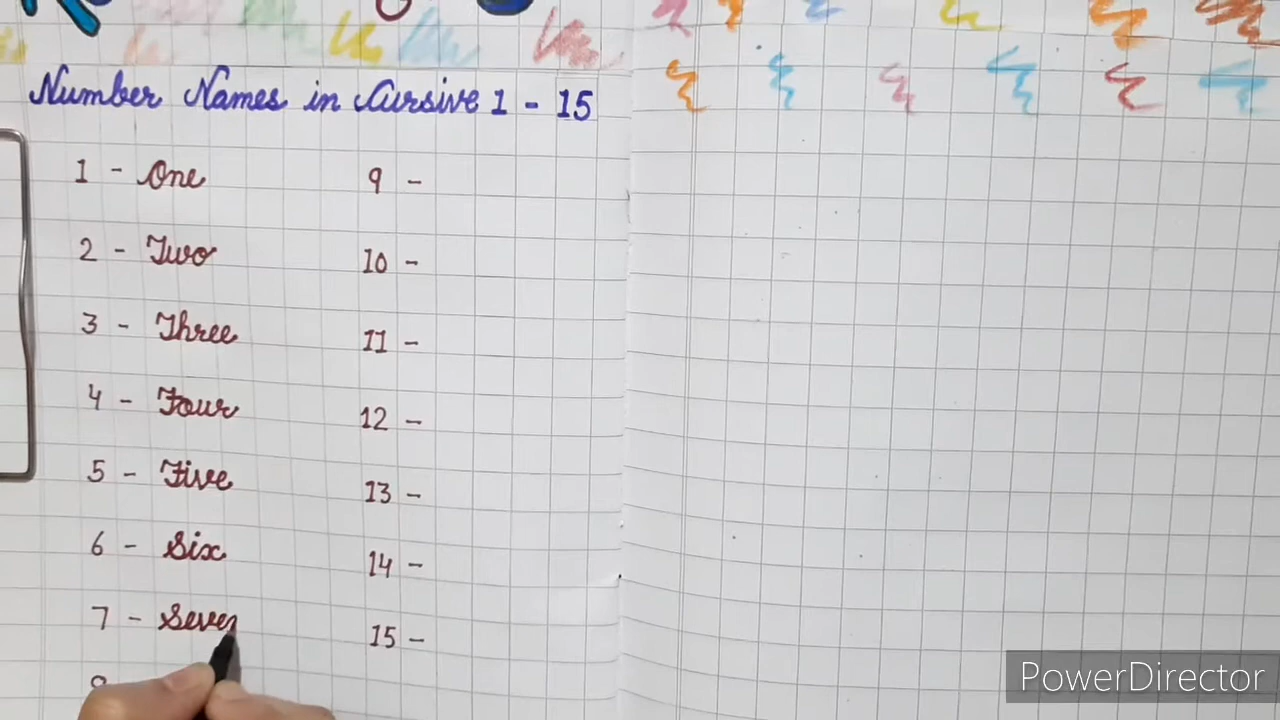 Number Names in Cursive 1 - 15
1 - One
2 - Two
3 - Three
4 - Four
5 - Five
6 - Six
7 - Seven
9 -
10 -
11 -
12 -
13 -
14 -
15 -
PowerDirector